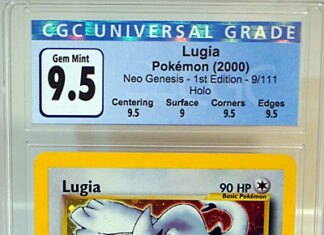 CGC UNIVERSAL GRADE
Gem Mint
9.5
Lugia
Pokémon (2000)
Neo Genesis - 1st Edition - 9/111
Holo
Centering Surface Corners Edges
9.5 9 9.5 9.5
Lugia 90 HP
Basic Pokémon